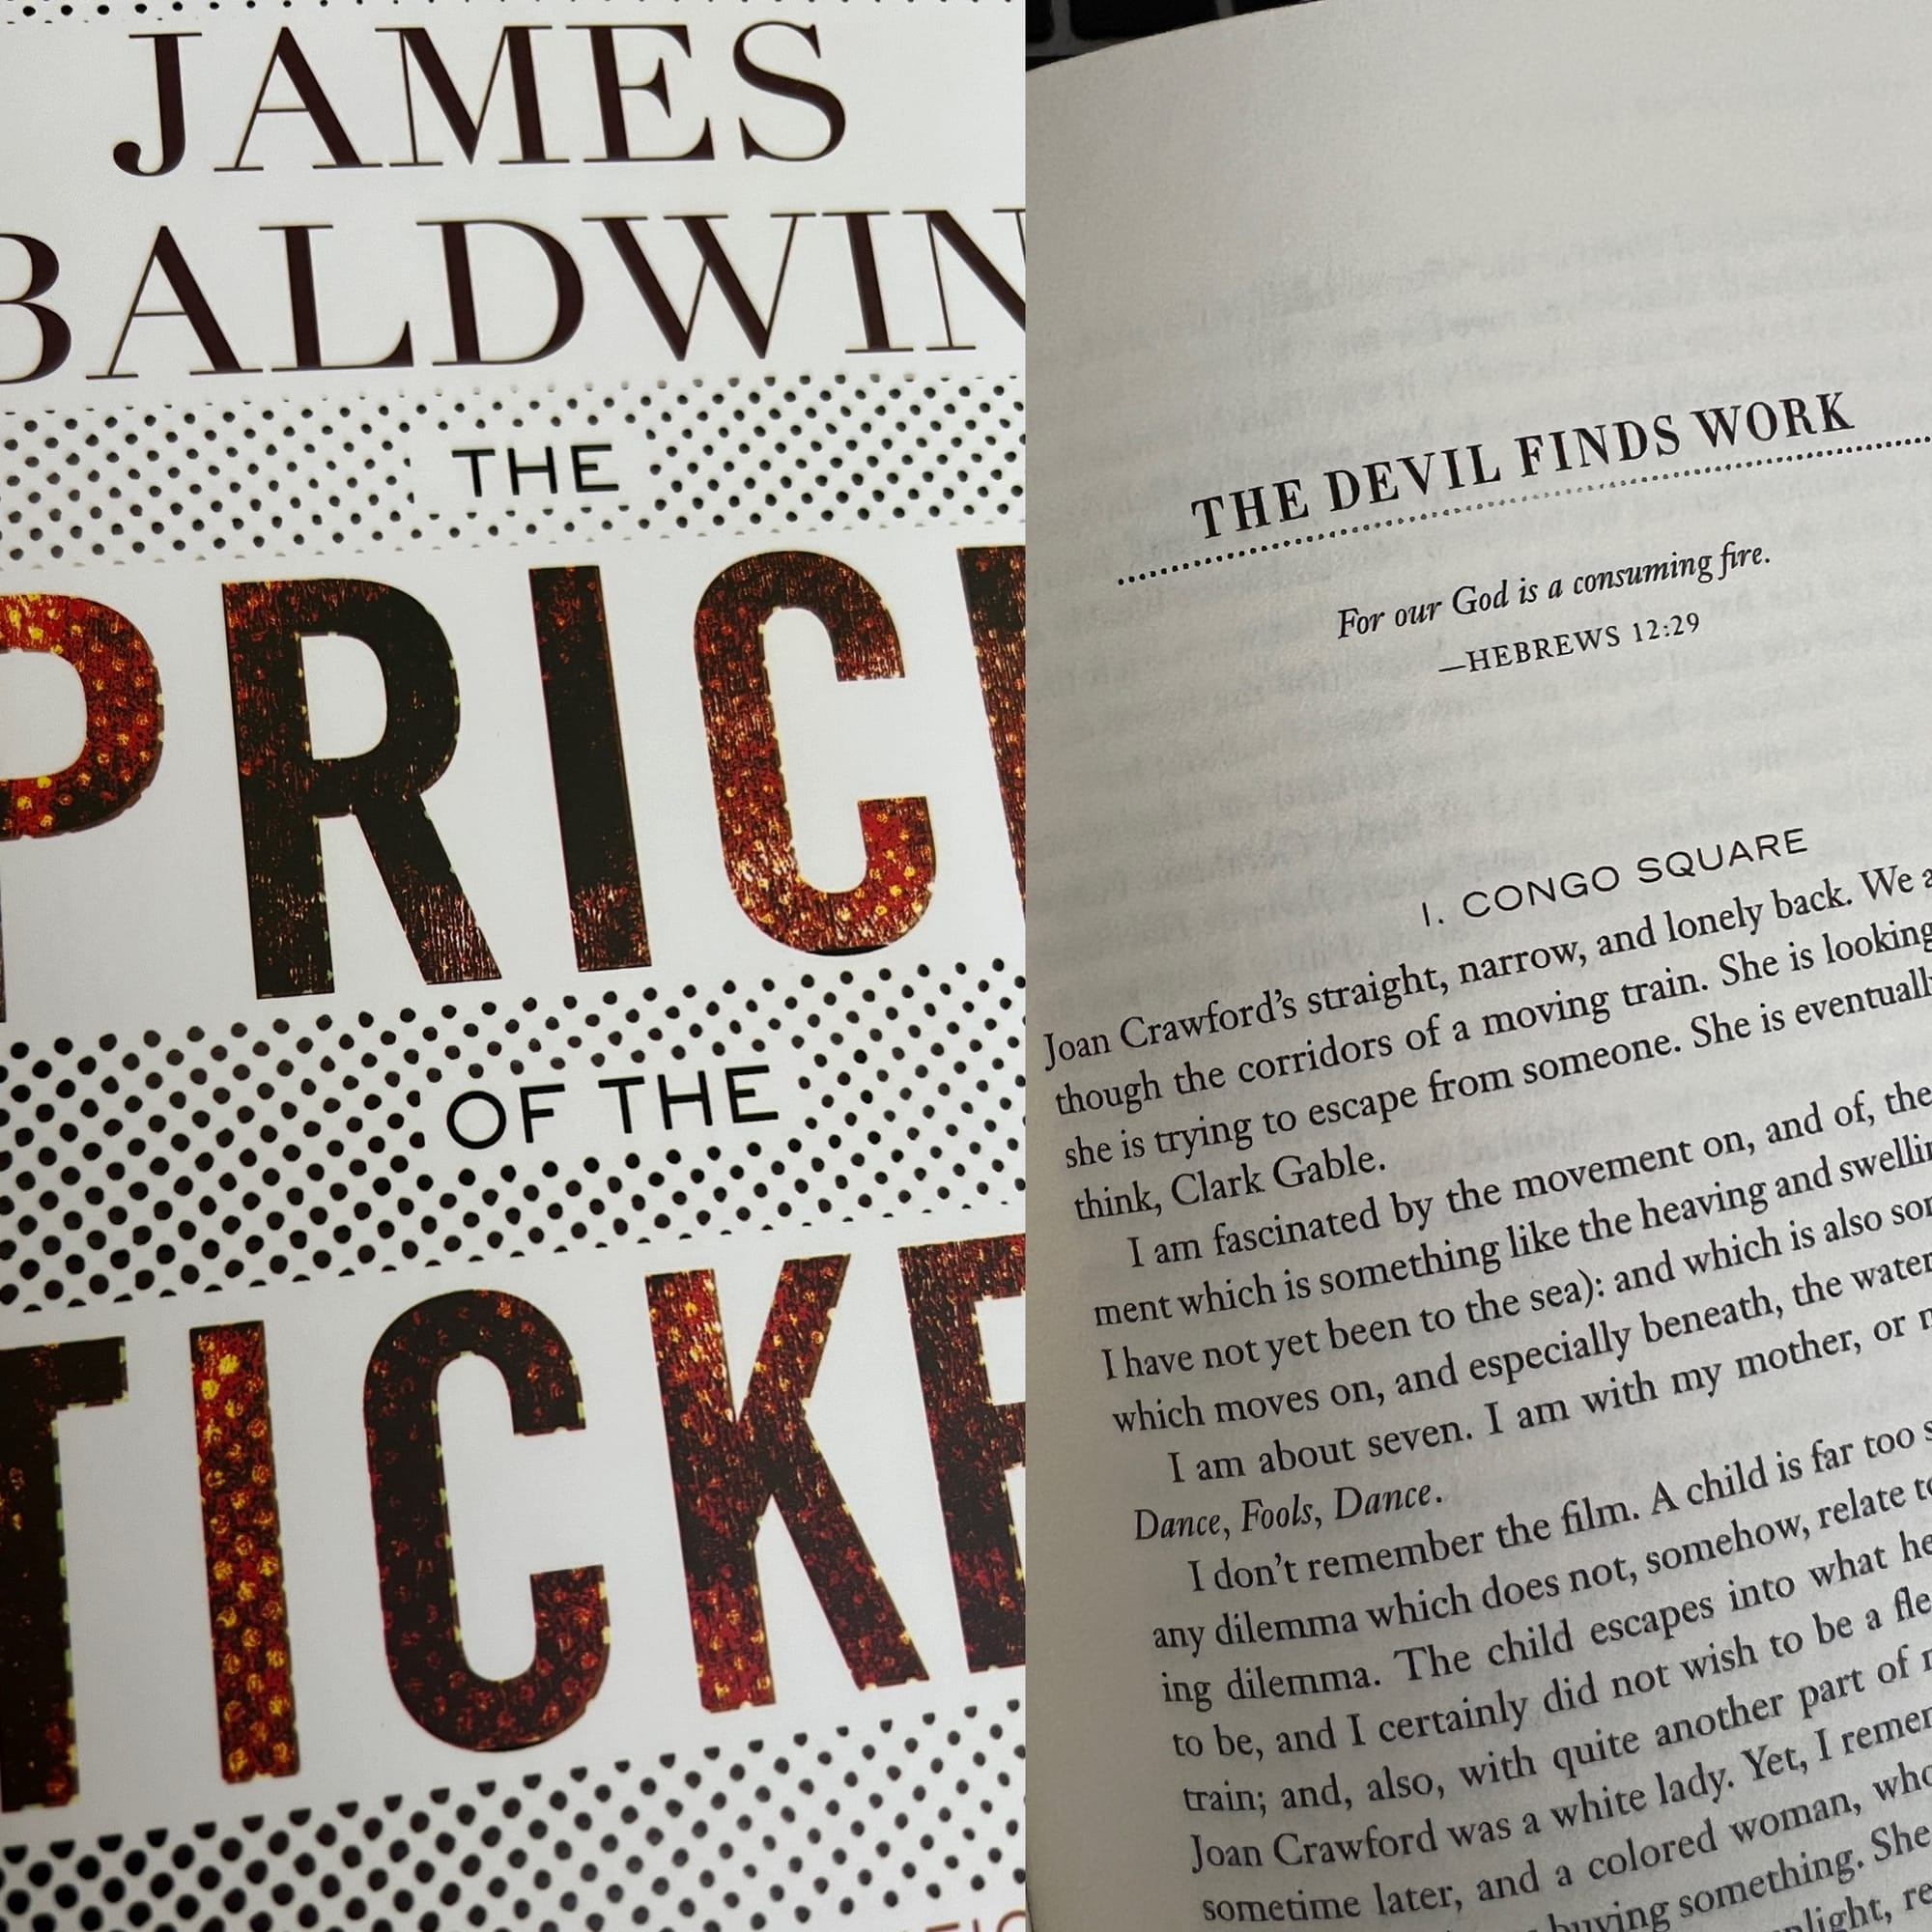 JAMES
BALDWIN
THE
PRIC
OF THE
TICKE
THE DEVIL FINDS WORK
For our God is a consuming fire.
—HEBREWS 12:29
I. CONGO SQUARE
Joan Crawford's straight, narrow, and lonely back. We
though the corridors of a moving train. She is looking
she is trying to escape from someone. She is eventually
think, Clark Gable.
I am fascinated by the movement on, and of, the
ment which is something like the heaving and swellin
I have not yet been to the sea): and which is also
which moves on, and especially beneath, the water
I am about seven. I am with my mother, or
Dance, Fools, Dance.
I don't remember the film. A child is far too
any dilemma which does not, somehow, relate
ing dilemma. The child escapes into what he
to be, and I certainly did not wish to be a
train; and, also, with quite another part of
Joan Crawford was a white lady. Yet, I
sometime later, and a colored woman, who
buying something. She